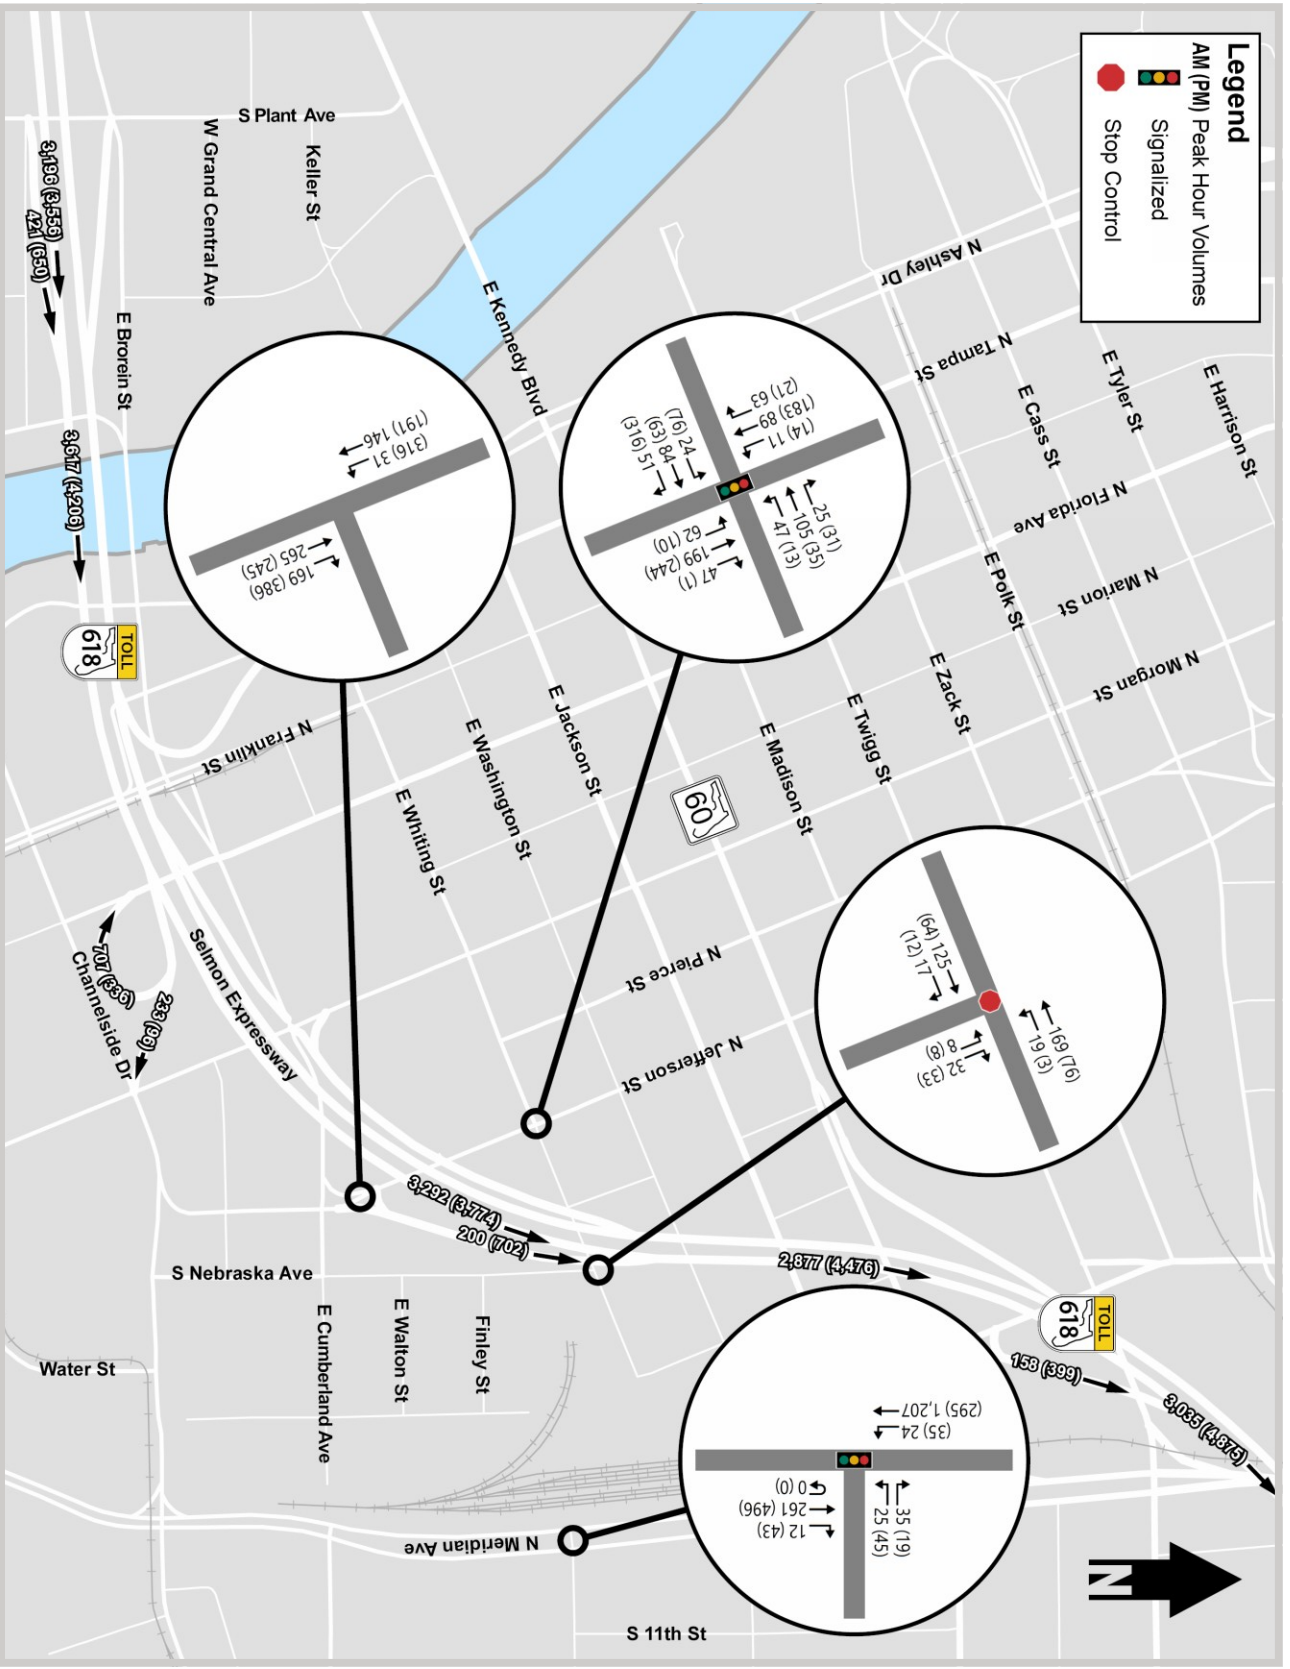 Legend
AM (PM) Peak Hour Volumes
Signalized
Stop Control
N
S Plant Ave
W Grand Central Ave
Keller St
E Brorein St
E Kennedy Blvd
N Ashley Dr
N Tampa St
N Florida Ave
N Marion St
N Morgan St
E Harrison St
E Tyler St
E Cass St
E Polk St
E Zack St
E Twigg St
E Madison St
60
E Jackson St
E Washington St
E Whiting St
N Franklin St
N Pierce St
N Jefferson St
Selmon Expressway
Channelside Dr
S Nebraska Ave
E Cumberland Ave
E Walton St
Finley St
Water St
N Meridian Ave
S 11th St
TOLL
618
TOLL
618
3,196 (3,556)
421 (650)
3,617 (4,206)
707 (336)
233 (96)
3,292 (3,774)
200 (702)
2,877 (4,476)
158 (399)
3,035 (4,875)
(191) 146
(316) 31
265 (245)
169 (386)
(21) 63
(183) 89
(14) 11
(76) 24
(63) 84
(316) 51
25 (31)
105 (35)
47 (13)
62 (10)
199 (244)
47 (1)
(64) 125
(12) 17
169 (76)
19 (3)
8 (8)
32 (33)
(295) 1,207
(35) 24
0 (0)
261 (496)
12 (43)
35 (19)
25 (45)